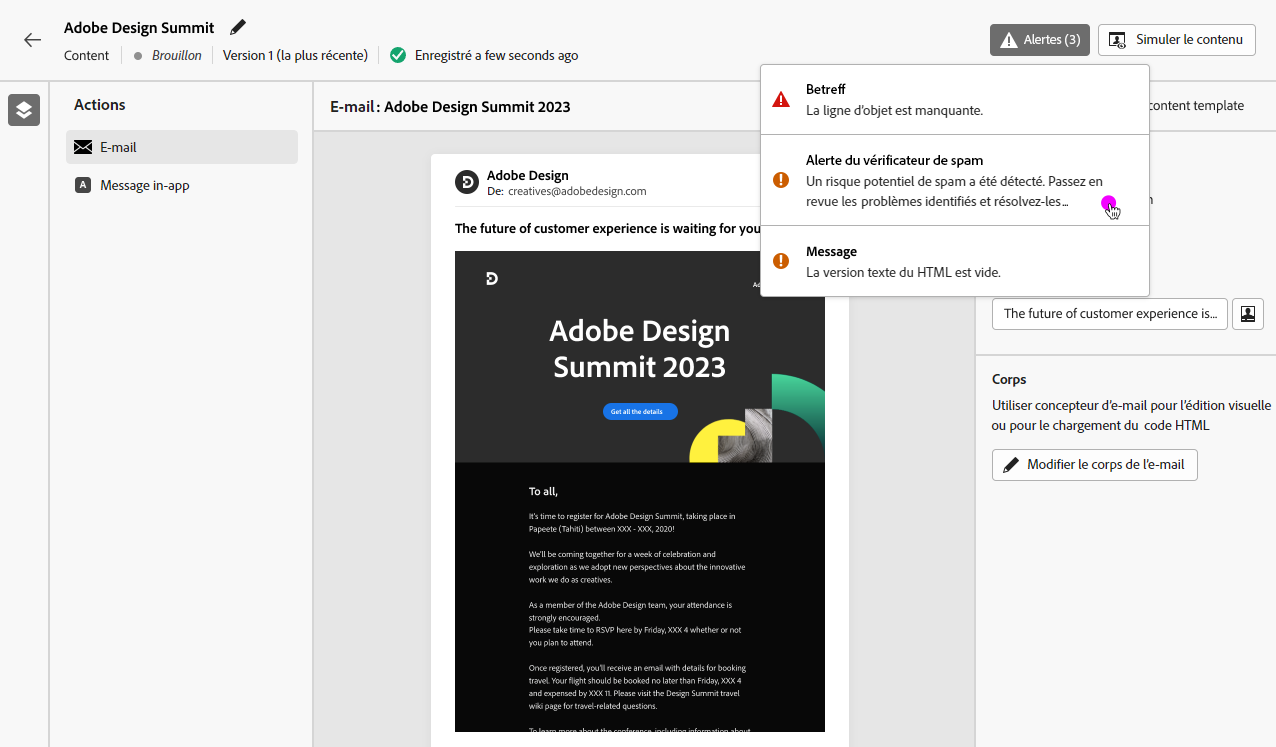 Adobe Design Summit
Content
Brouillon
Version 1 (la plus récente)
Enregistré a few seconds ago
Alertes (3)
Simuler le contenu
Actions
E-mail
A
Message in-app
E-mail : Adobe Design Summit 2023
content template
Betreff
La ligne d'objet est manquante.
Alerte du vérificateur de spam
Un risque potentiel de spam a été détecté. Passez en
revue les problèmes identifiés et résolvez-les...
Message
La version texte du HTML est vide.
Adobe Design
De: creatives@adobedesign.com
The future of customer experience is waiting for you
Adobe Design
Summit 2023
Get all the details
To all,
It's time to register for Adobe Design Summit, taking place in
Papeete (Tahiti) between XXX - XXX, 2020!
We'll be coming together for a week of celebration and
exploration as we adopt new perspectives about the innovative
work we do as creatives.
As a member of the Adobe Design team, your attendance is
strongly encouraged.
Please take time to RSVP here by Friday, XXX 4 whether or not
you plan to attend.
Once registered, you'll receive an email with details for booking
travel. Your flight should be booked no later than Friday, XXX 4
and expensed by XXX 11. Please visit the Design Summit travel
wiki page for travel-related questions.
To learn more about the conference, including information about
The future of customer experience is...
Corps
Utiliser concepteur d'e-mail pour l'édition visuelle
ou pour le chargement du code HTML
Modifier le corps de l'e-mail